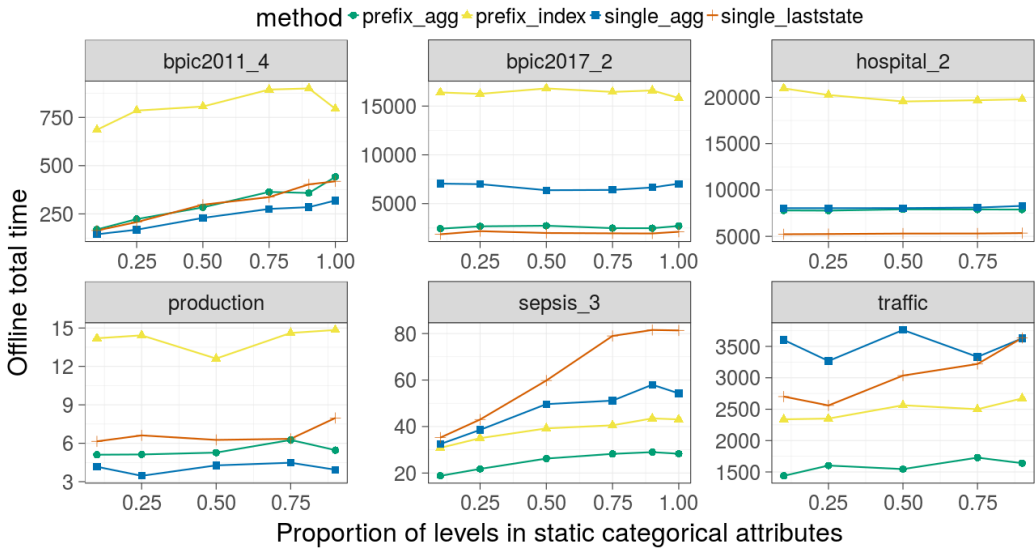 method prefix_agg prefix_index single_agg single_laststate
bpic2011_4 bpic2017_2 hospital_2
750
500
250
0.25 0.50 0.75 1.00
15000
10000
5000
0.25 0.50 0.75 1.00
20000
15000
10000
5000
0.25 0.50 0.75
production sepsis_3 traffic
15
12
9
6
3
0.25 0.50 0.75
80
60
40
20
0.25 0.50 0.75 1.00
3500
3000
2500
2000
1500
0.25 0.50 0.75
Offline total time
Proportion of levels in static categorical attributes